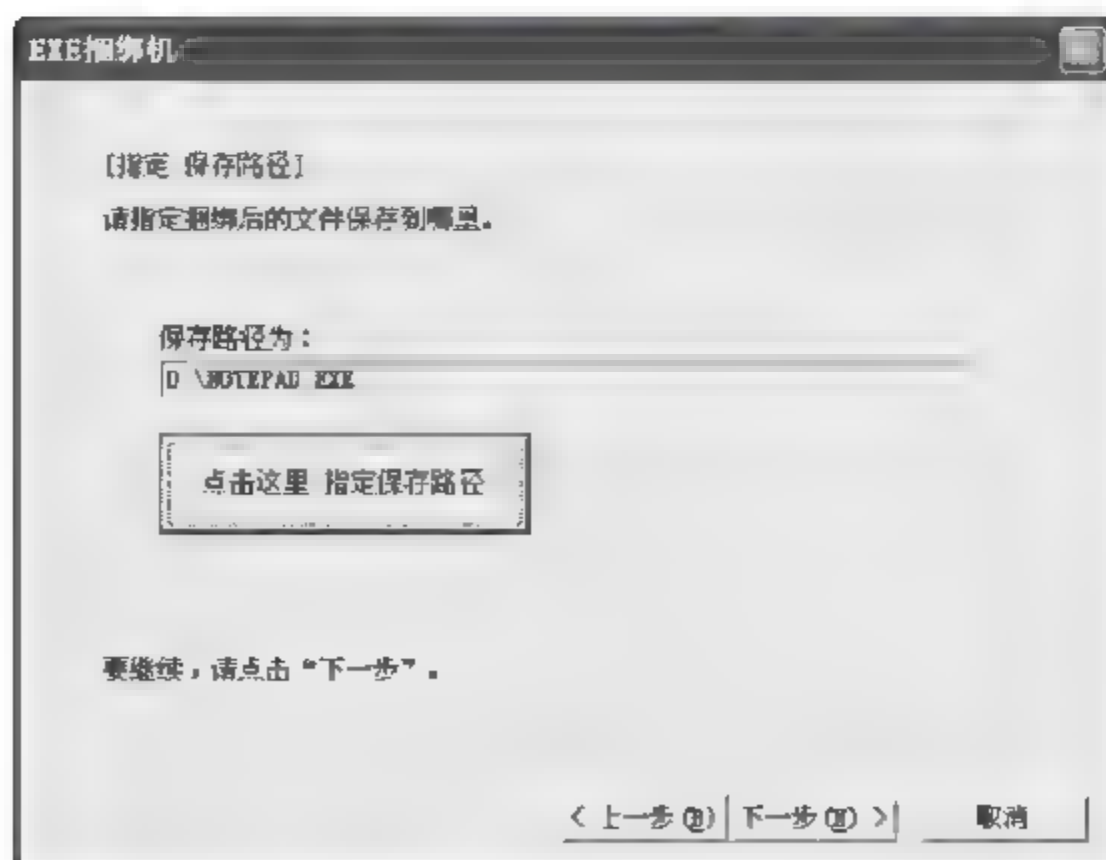 EXE捆绑机
[指定 保存路径]
请指定捆绑后的文件保存到哪里。
保存路径为：
D \NOTEPAD EXE
点击这里 指定保存路径
要继续，请点击“下一步”。
< 上一步(B) 下一步(N) > 取消